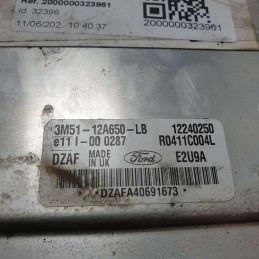 Ref. 2000000323961
id: 32396
11/06/202 10:40:37
2000000323961
3M51-12A650-LB 12240250
e11 I-00 0287 R0411C004L
DZAF MADE IN UK Ford E2U9A
*DZAFA40691673*